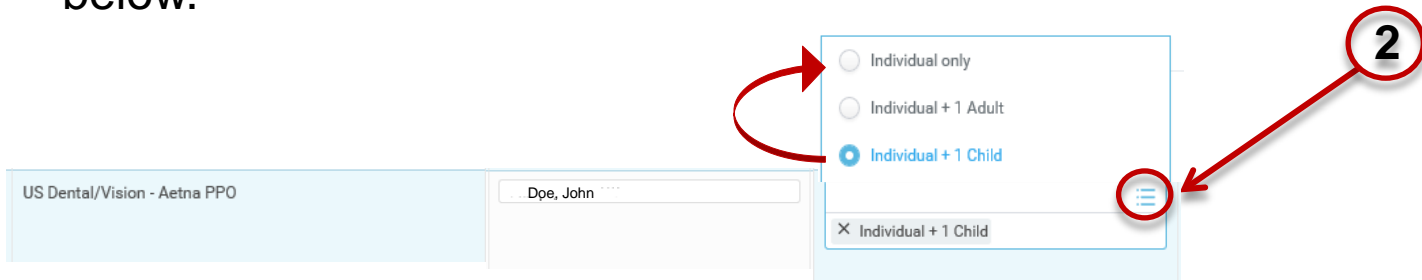 below.
2
Individual only
Individual + 1 Adult
Individual + 1 Child
US Dental/Vision - Aetna PPO
Dọe, John
× Individual + 1 Child